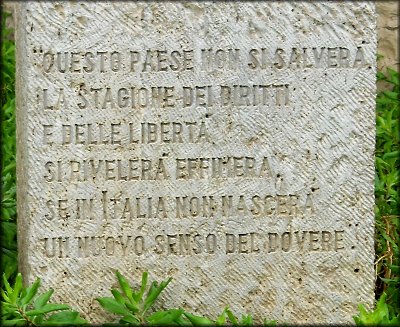 "QUESTO PAESE NON SI SALVERÀ
LA STAGIONE DEI DIRITTI
E DELLE LIBERTÀ
SI RIVELERÀ EFFIMERA
SE IN ITALIA NON NASCERÀ
UN NUOVO SENSO DEL DOVERE".